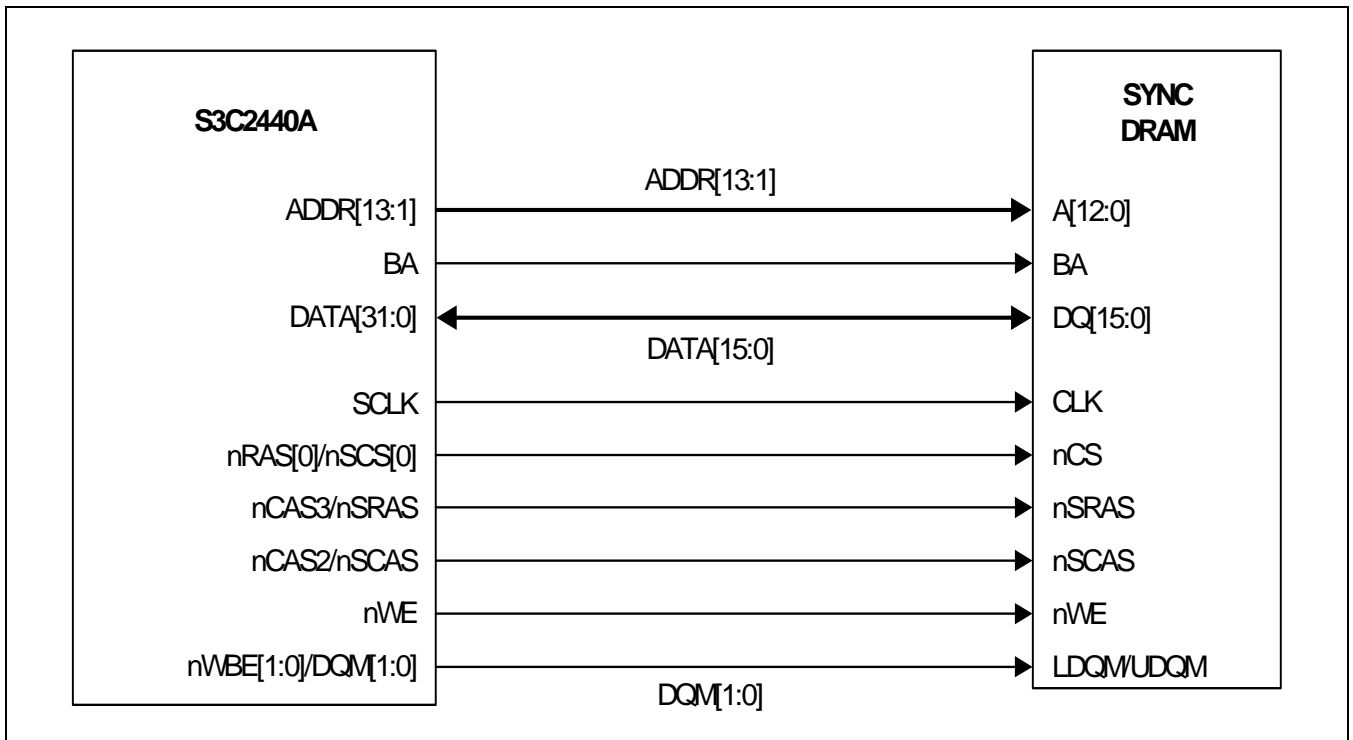 S3C2440A
SYNC
DRAM
ADDR[13:1]
ADDR[13:1]
A[12:0]
BA
BA
DATA[31:0]
DQ[15:0]
DATA[15:0]
SCLK
CLK
nRAS[0]/nSCS[0]
nCS
nCAS3/nSRAS
nSRAS
nCAS2/nSCAS
nSCAS
nWE
nWE
nWBE[1:0]/DQM[1:0]
LDQM/UDQM
DQM[1:0]